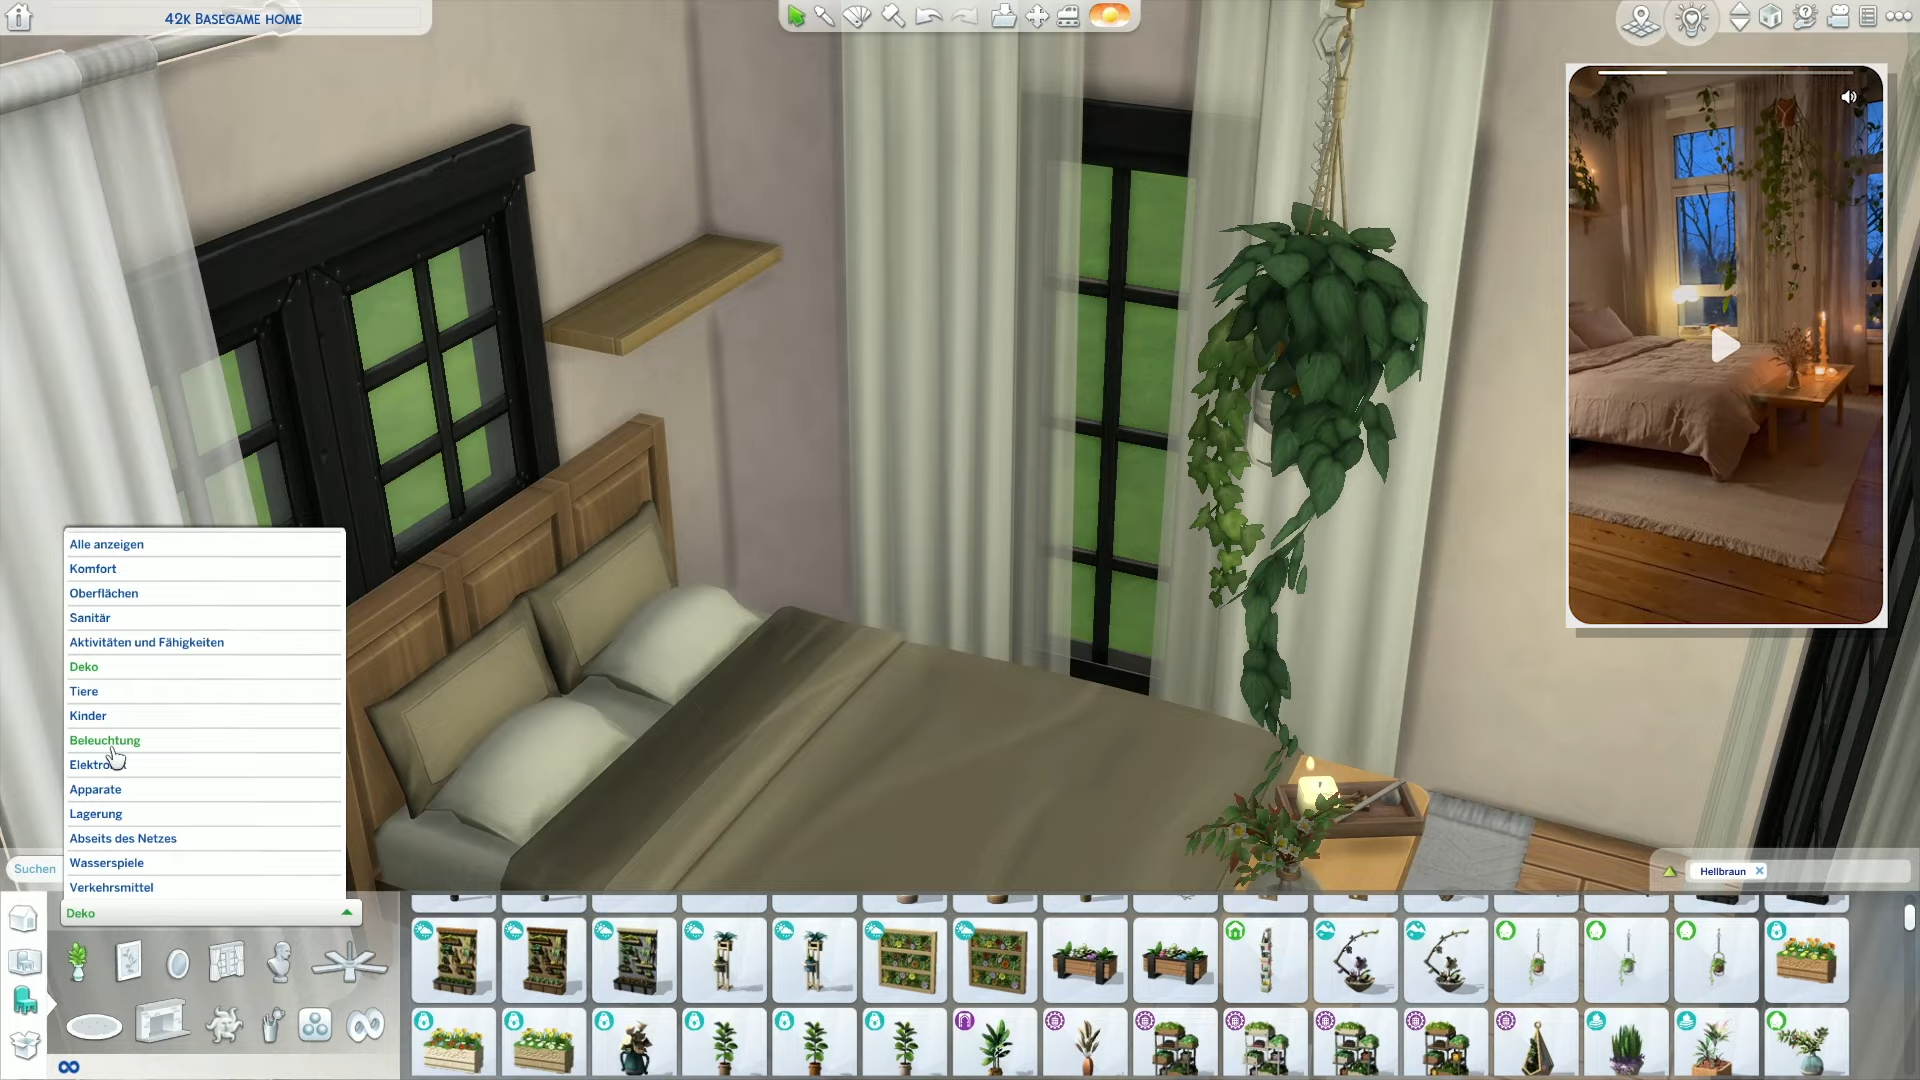 42k Basegame home
Alle anzeigen
Komfort
Oberflächen
Sanitär
Aktivitäten und Fähigkeiten
Deko
Tiere
Kinder
Beleuchtung
Apparate
Lagerung
Abseits des Netzes
Wasserspiele
Verkehrsmittel
Suchen
Deko
Hellbraun